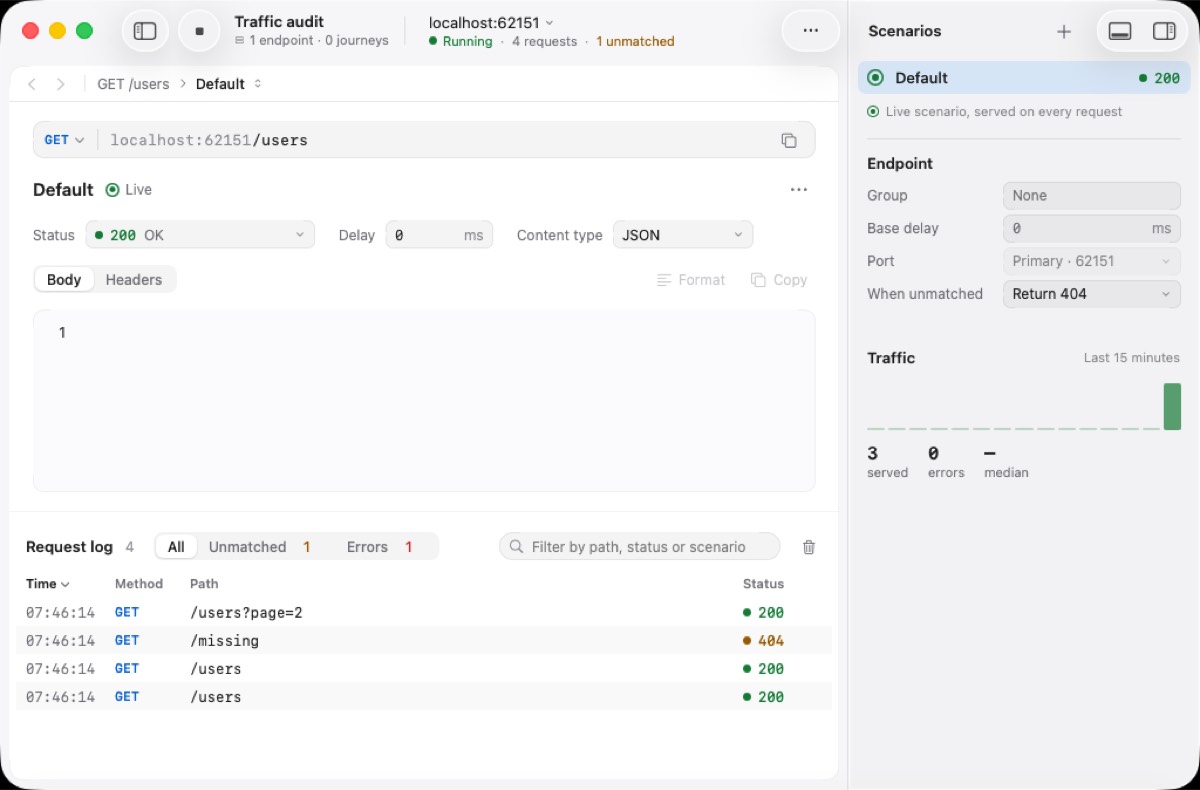 Traffic audit
1 endpoint · 0 journeys
localhost:62151
Running · 4 requests · 1 unmatched
GET /users
Default
GET
localhost:62151/users
Default
Live
Status
200 OK
Delay
0 ms
Content type
JSON
Body
Headers
Format
Copy
1
Request log 4
All
Unmatched 1
Errors 1
Filter by path, status or scenario
Time Method Path Status
07:46:14 GET /users?page=2 200
07:46:14 GET /missing 404
07:46:14 GET /users 200
07:46:14 GET /users 200
Scenarios
Default 200
Live scenario, served on every request
Endpoint
Group None
Base delay 0 ms
Port Primary · 62151
When unmatched Return 404
Traffic Last 15 minutes
3 0 –
served errors median